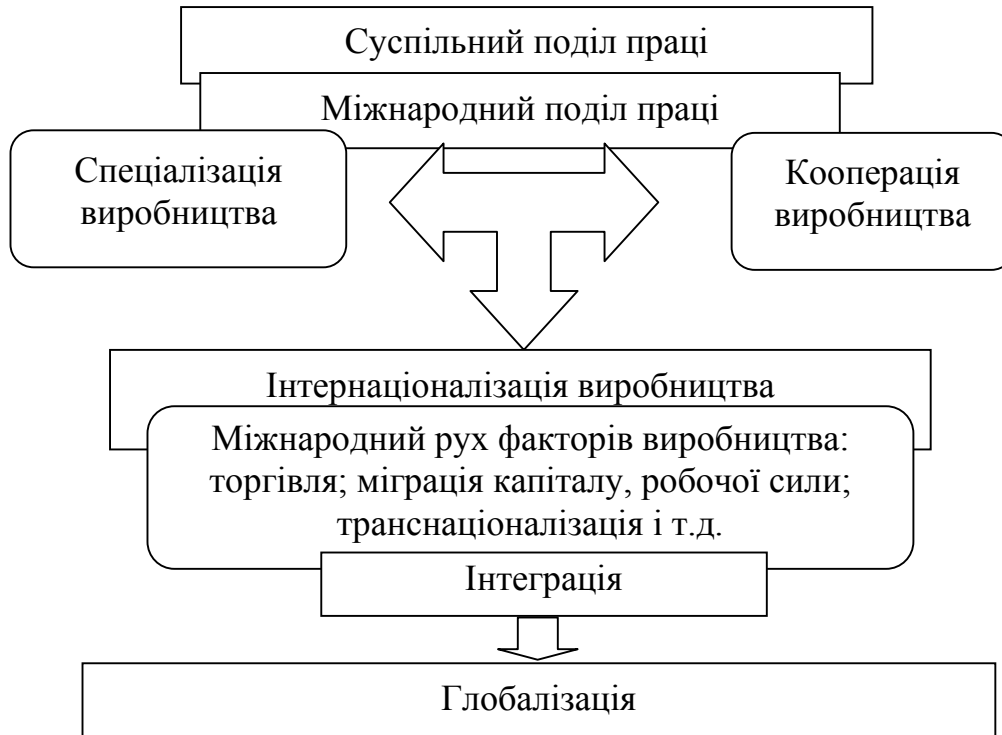 Суспільний поділ праці
Міжнародний поділ праці
Спеціалізація
виробництва
Кооперація
виробництва
Інтернаціоналізація виробництва
Міжнародний рух факторів виробництва:
торгівля; міграція капіталу, робочої сили;
транснаціоналізація і т.д.
Інтеграція
Глобалізація